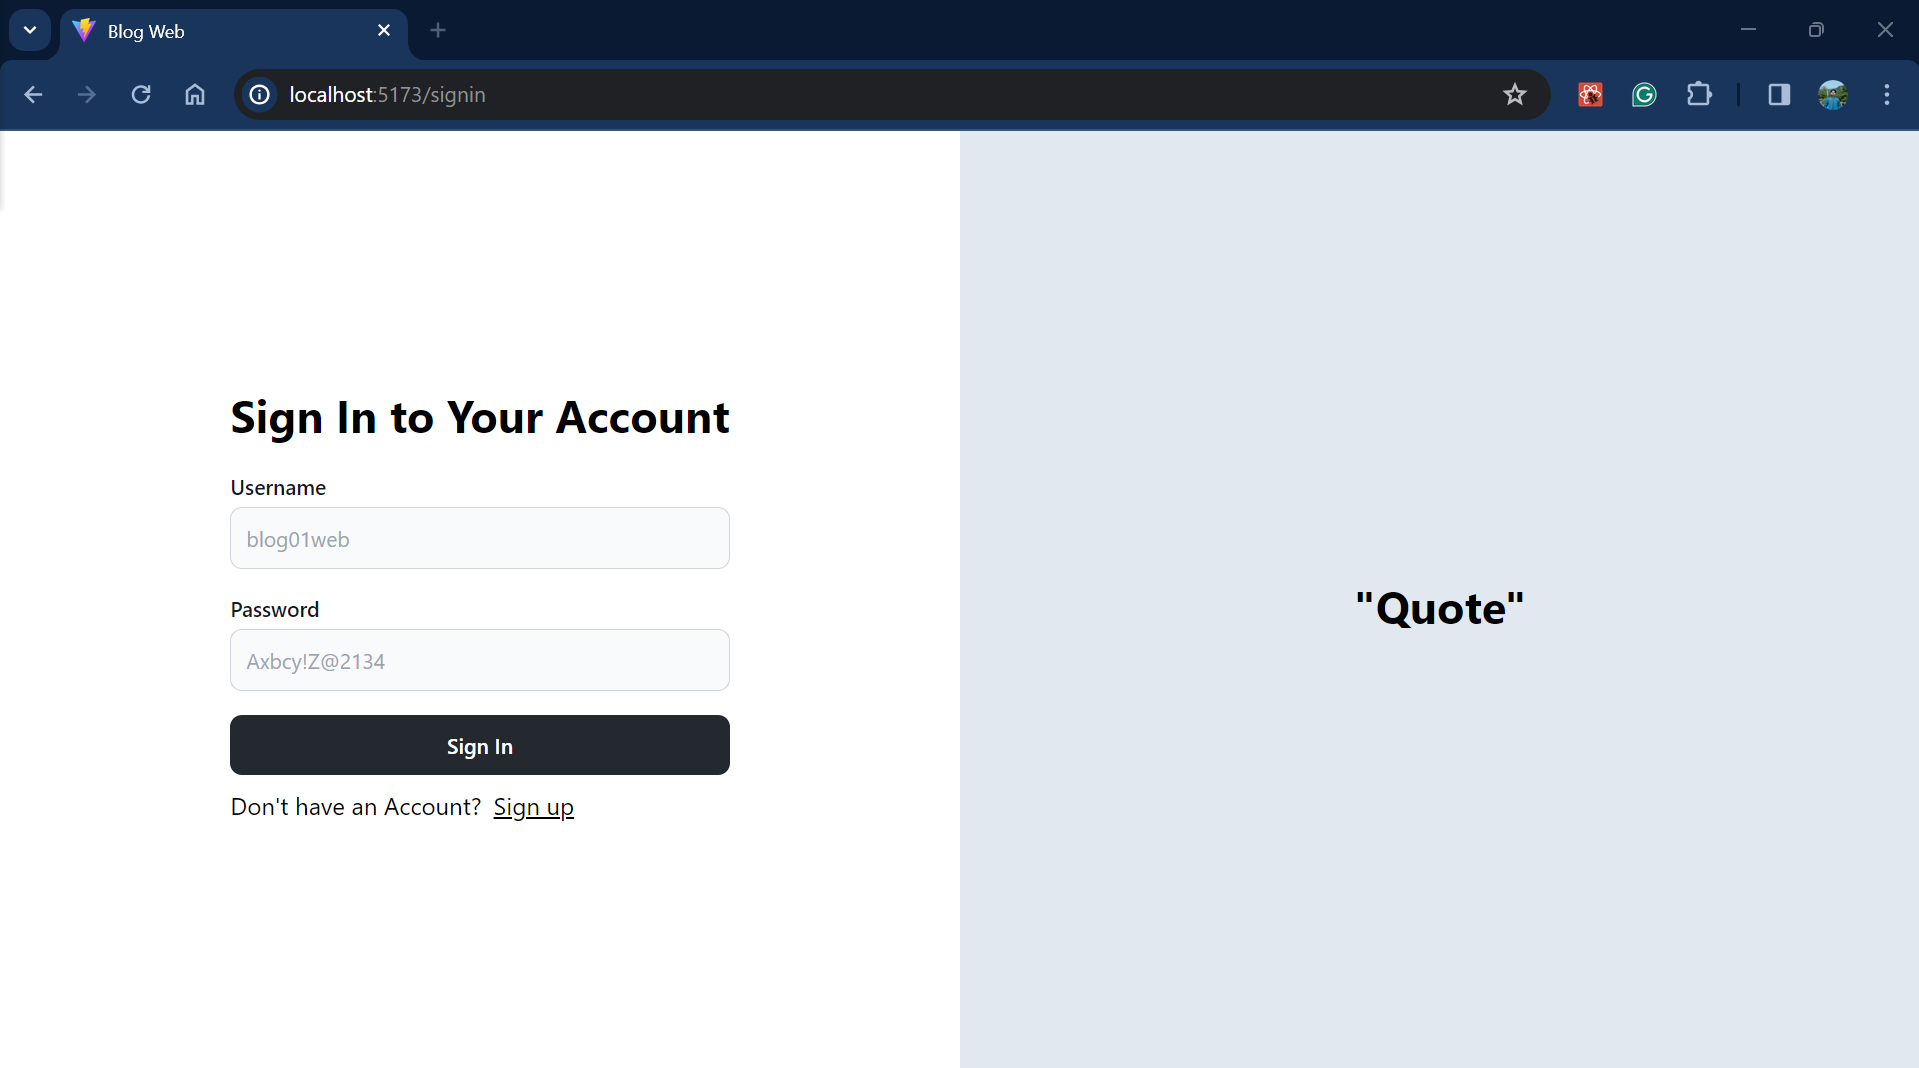 Blog Web
localhost:5173/signin
Sign In to Your Account
Username
blog01web
Password
Axbcy!Z@2134
Sign In
Don't have an Account? Sign up
"Quote"